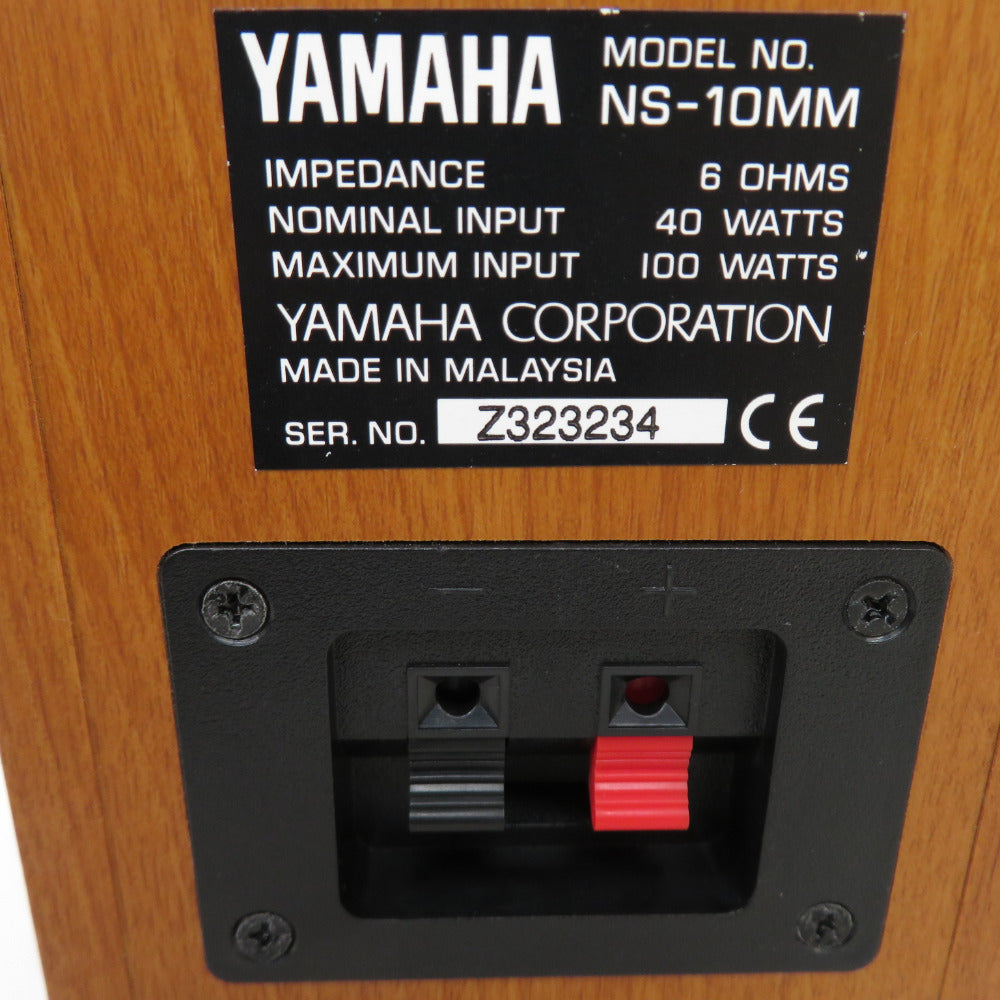 YAMAHA MODEL NO. NS-10MM
IMPEDANCE 6 OHMS
NOMINAL INPUT 40 WATTS
MAXIMUM INPUT 100 WATTS
YAMAHA CORPORATION
MADE IN MALAYSIA
SER. NO. Z323234 CE
− +